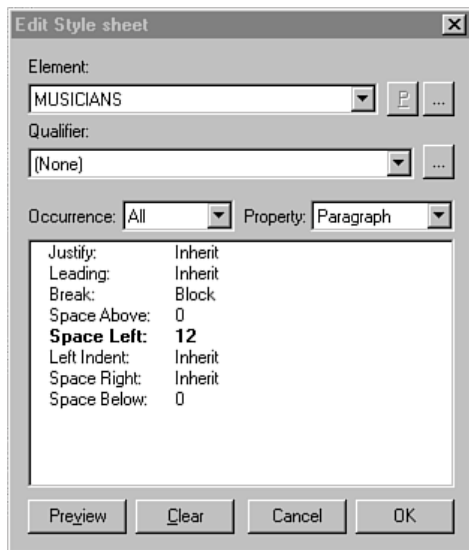 Edit Style sheet
Element:
MUSICIANS
P ...
Qualifier:
(None)
...
Occurrence: All Property: Paragraph
Justify: Inherit
Leading: Inherit
Break: Block
Space Above: 0
Space Left: 12
Left Indent: Inherit
Space Right: Inherit
Space Below: 0
Preview Clear Cancel OK